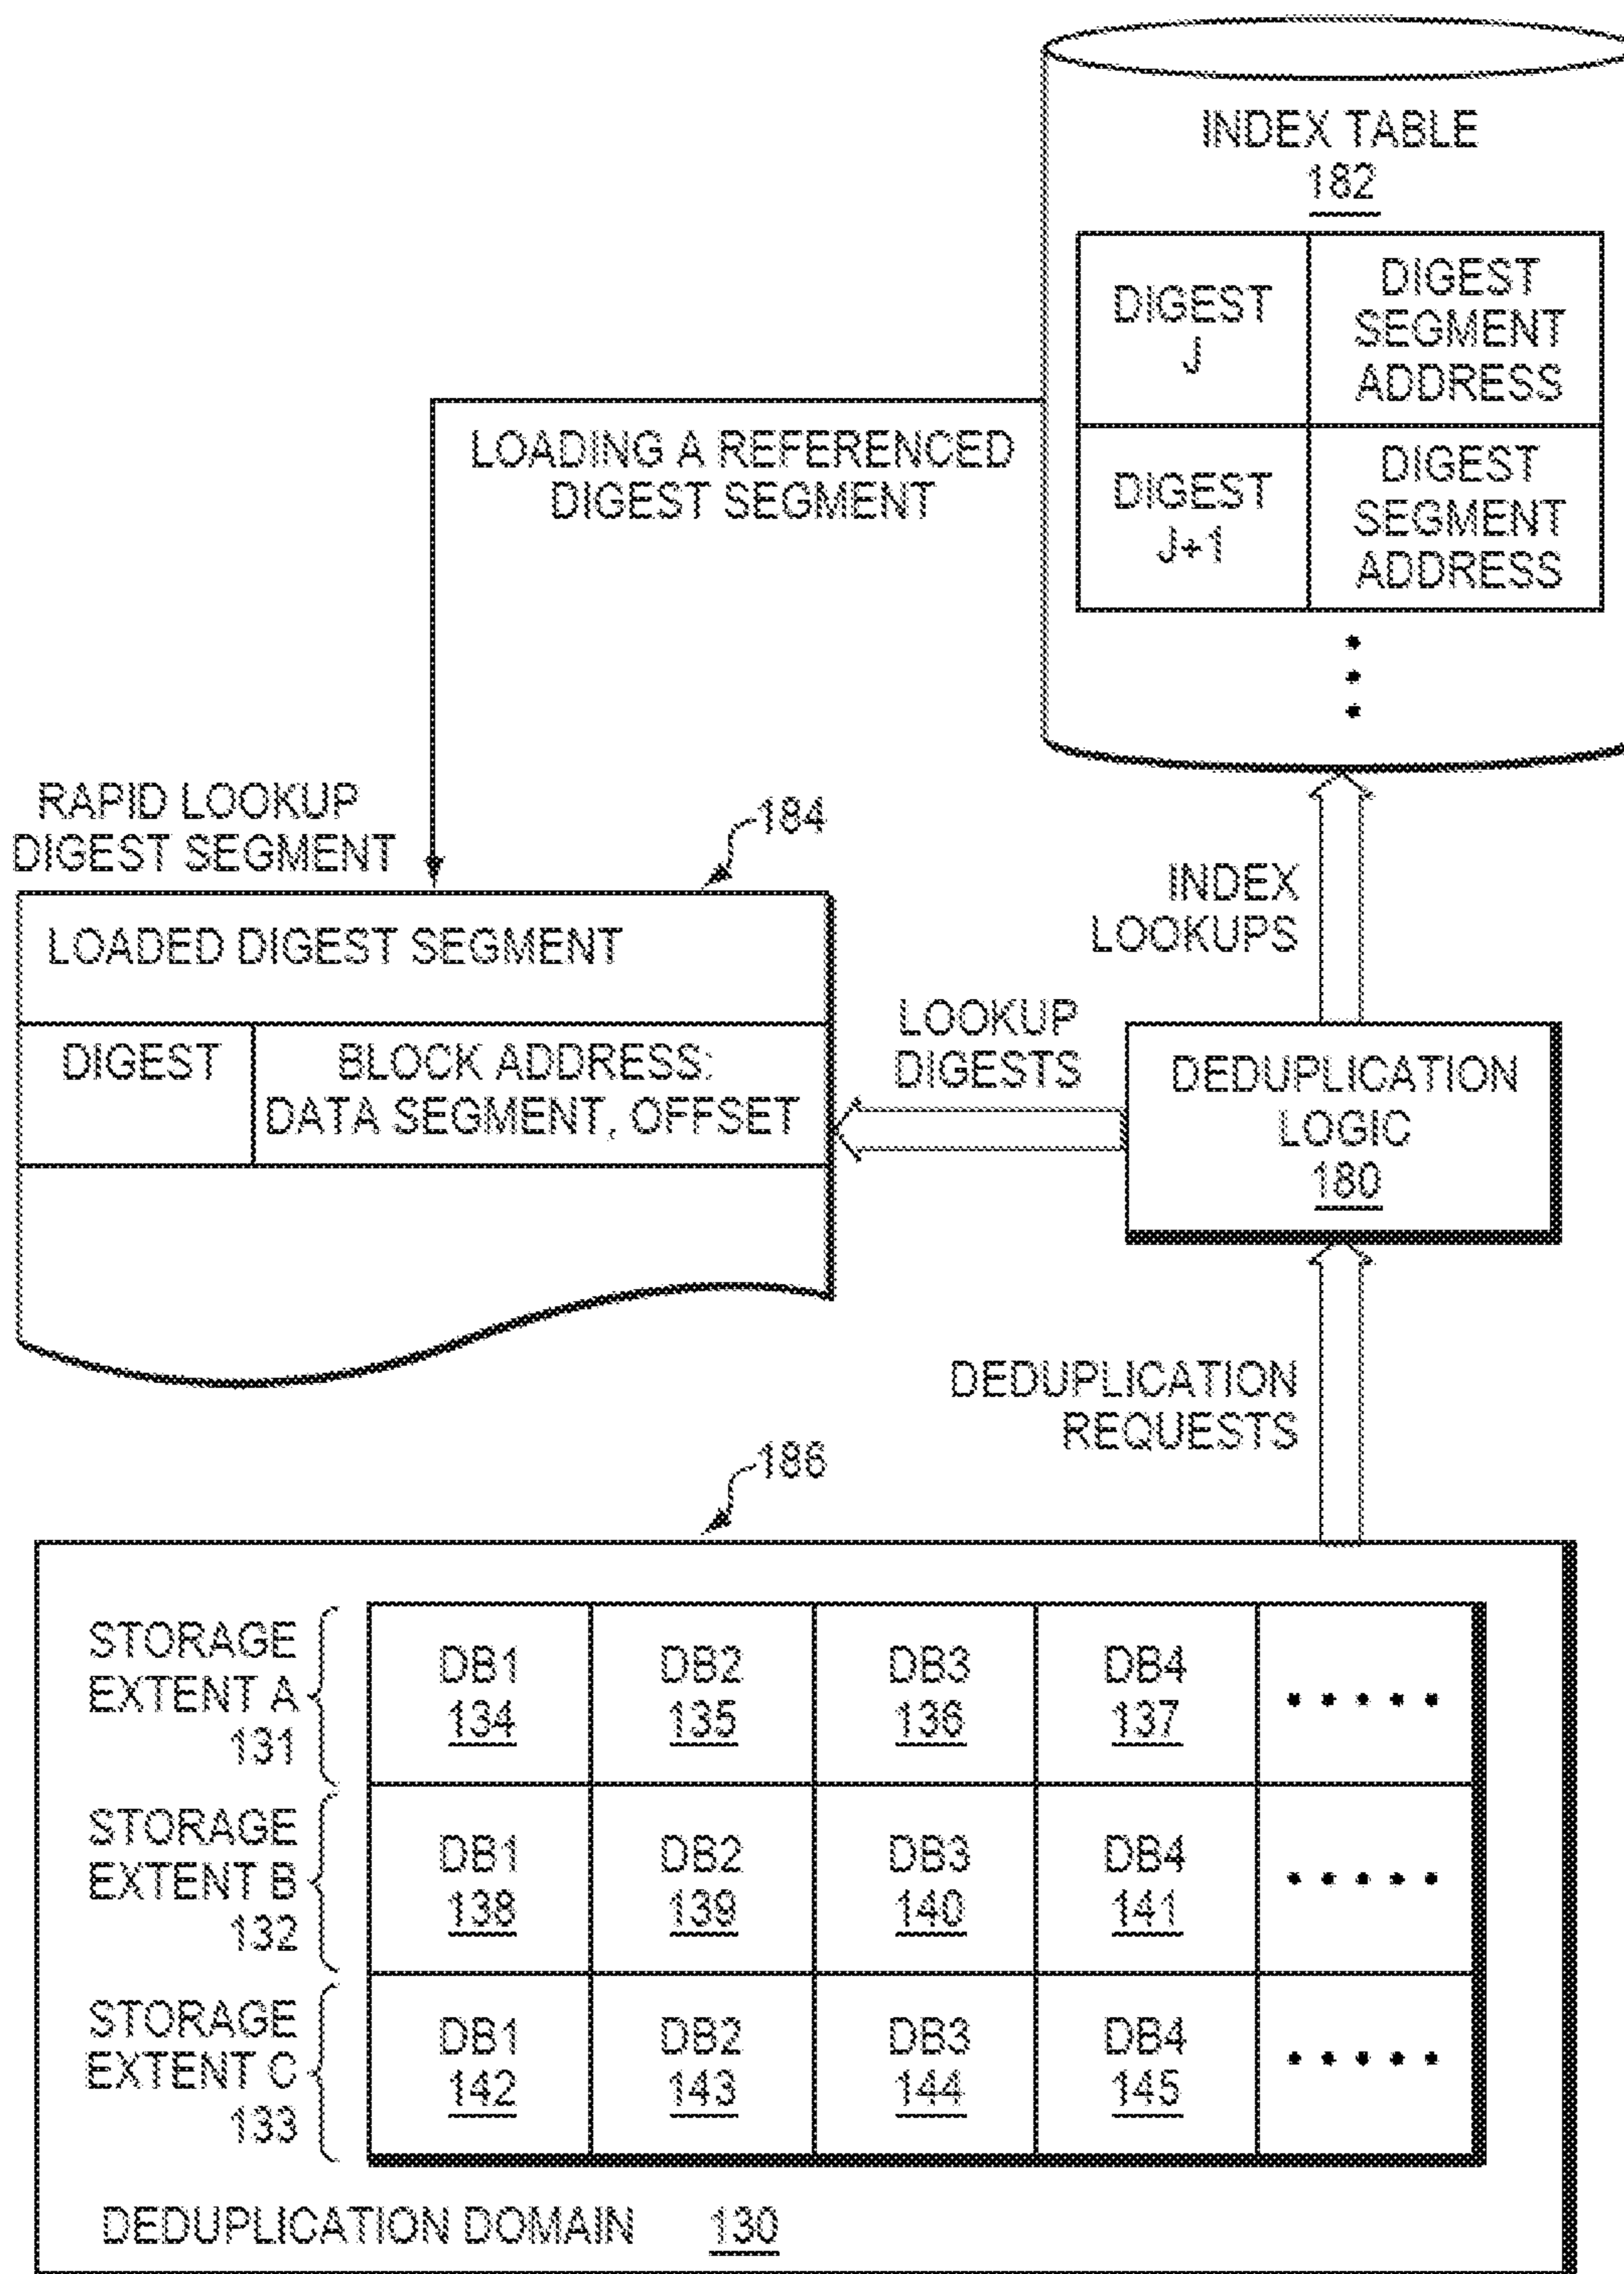 INDEX TABLE
182
DIGEST
J
DIGEST
SEGMENT
ADDRESS
DIGEST
J+1
DIGEST
SEGMENT
ADDRESS
LOADING A REFERENCED
DIGEST SEGMENT
RAPID LOOKUP
DIGEST SEGMENT
184
LOADED DIGEST SEGMENT
DIGEST
BLOCK ADDRESS:
DATA SEGMENT, OFFSET
INDEX
LOOKUPS
LOOKUP
DIGESTS
DEDUPLICATION
LOGIC
180
DEDUPLICATION
REQUESTS
186
STORAGE
EXTENT A
131
DB1
134
DB2
135
DB3
136
DB4
137
STORAGE
EXTENT B
132
DB1
138
DB2
139
DB3
140
DB4
141
STORAGE
EXTENT C
133
DB1
142
DB2
143
DB3
144
DB4
145
DEDUPLICATION DOMAIN 130